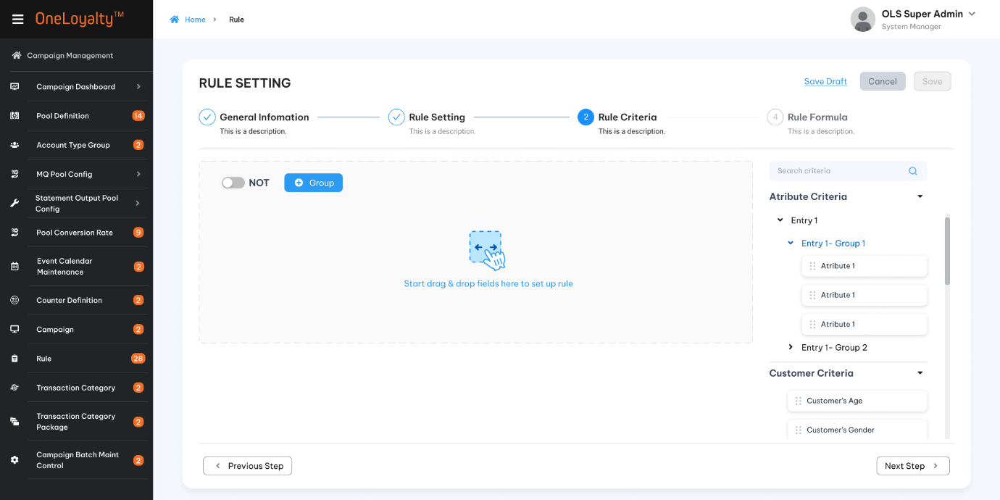 OneLoyalty™
Home
Rule
OLS Super Admin
System Manager
Campaign Management
Campaign Dashboard
Pool Definition 14
Account Type Group 2
MQ Pool Config
Statement Output Pool
Config
Pool Conversion Rate 9
Event Calendar
Maintenance 2
Counter Definition 2
Campaign 2
Rule 28
Transaction Category 2
Transaction Category
Package 2
Campaign Batch Maint
Control 2
RULE SETTING
Save Draft
Cancel
Save
General Infomation
This is a description.
Rule Setting
This is a description.
2 Rule Criteria
This is a description.
4 Rule Formula
This is a description.
NOT
Group
Start drag & drop fields here to set up rule
Search criteria
Atribute Criteria
Entry 1
Entry 1- Group 1
Atribute 1
Atribute 1
Atribute 1
Entry 1- Group 2
Customer Criteria
Customer's Age
Customer's Gender
Previous Step
Next Step